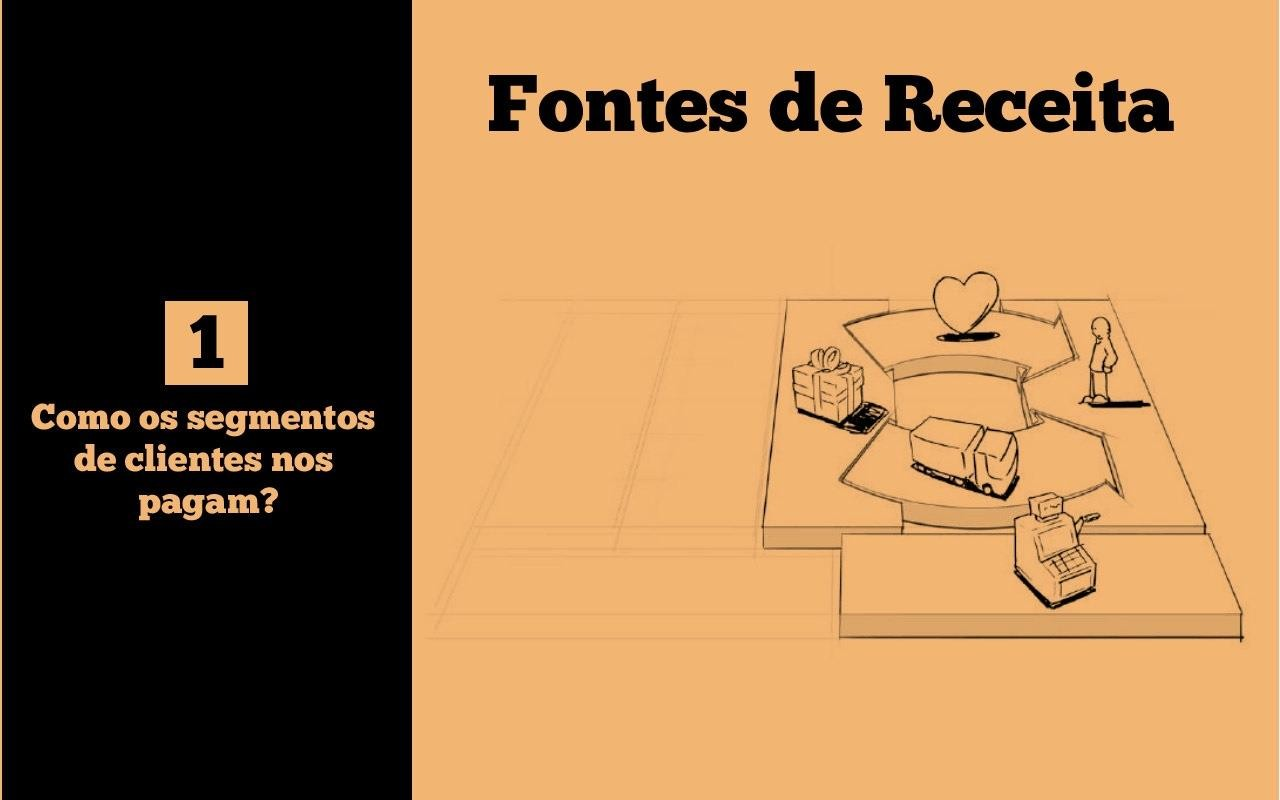 Fontes de Receita
1
Como os segmentos
de clientes nos
pagam?